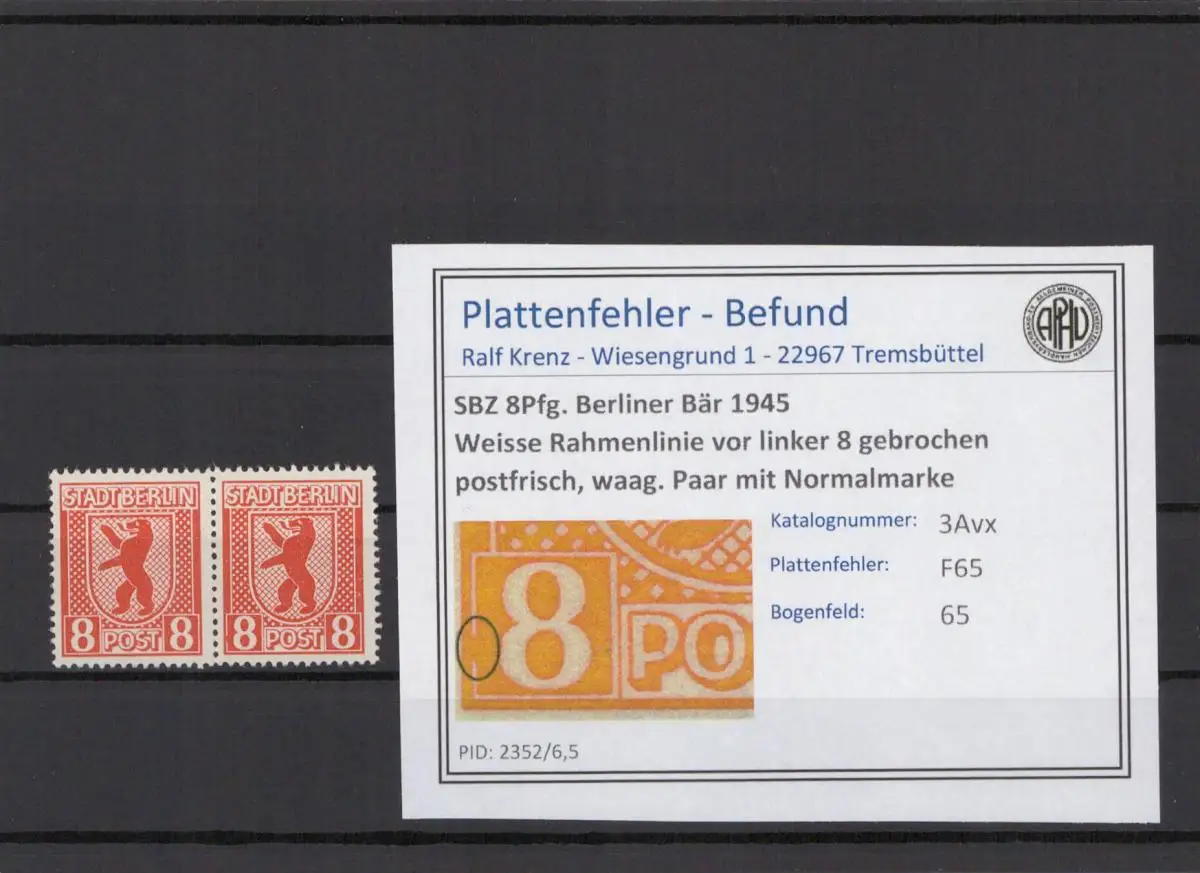 STADT BERLIN
8 POST 8
STADT BERLIN
8 POST 8
Plattenfehler - Befund
Ralf Krenz - Wiesengrund 1 - 22967 Tremsbüttel
APHV
SBZ 8Pfg. Berliner Bär 1945
Weisse Rahmenlinie vor linker 8 gebrochen
postfrisch, waag. Paar mit Normalmarke
8
PO
Katalognummer: 3Avx
Plattenfehler: F65
Bogenfeld: 65
PID: 2352/6,5